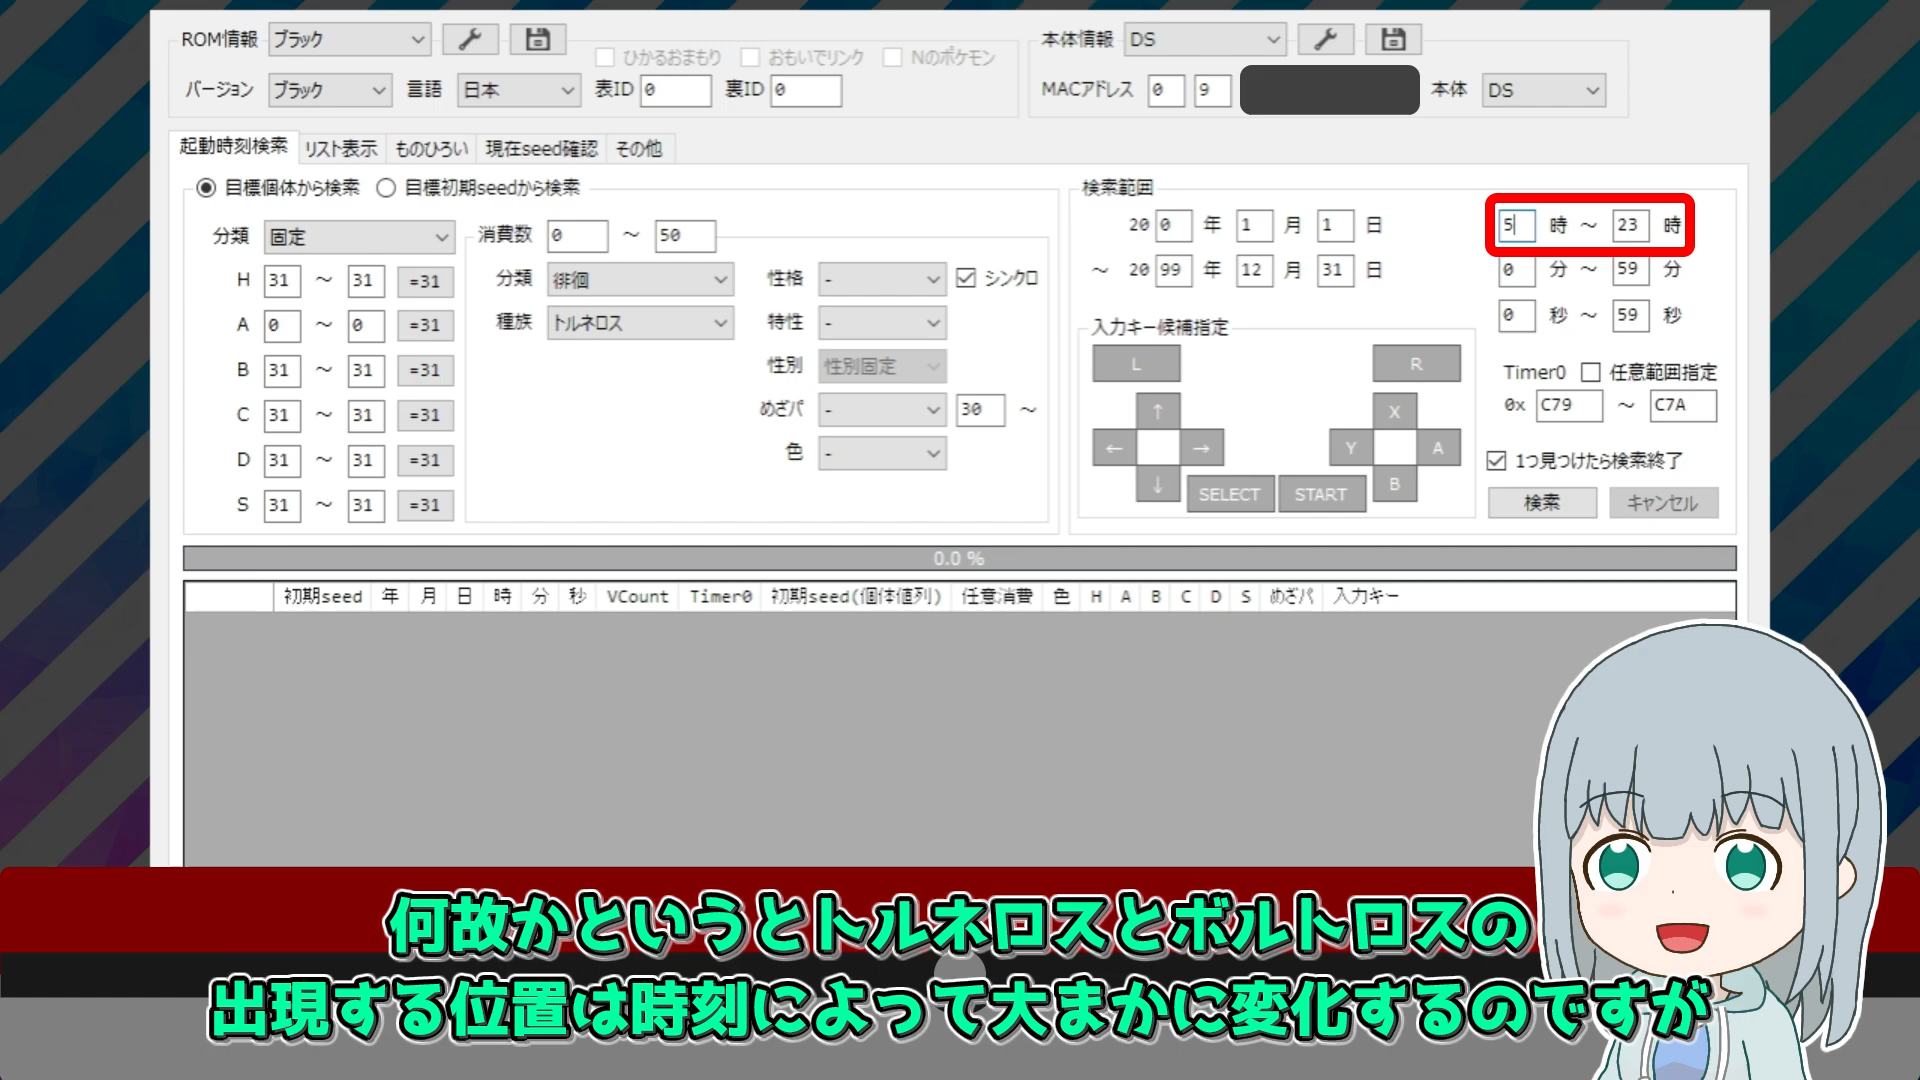 ROM情報 ブラック
ひかるおまもり おもいでリンク Nのポケモン
バージョン ブラック 言語 日本 表ID 0 裏ID 0
本体情報 DS
MACアドレス 0 9 本体 DS
起動時刻検索 リスト表示 ものひろい 現在seed確認 その他
目標個体から検索 目標初期seedから検索
分類 固定
H 31 ～ 31 =31
A 0 ～ 0 =31
B 31 ～ 31 =31
C 31 ～ 31 =31
D 31 ～ 31 =31
S 31 ～ 31 =31
消費数 0 ～ 50
分類 徘徊
種族 トルネロス
性格 - シンクロ
特性 -
性別 性別固定
めざパ - 30 ～
色 -
検索範囲
20 0 年 1 月 1 日
～ 20 99 年 12 月 31 日
5 時 ～ 23 時
0 分 ～ 59 分
0 秒 ～ 59 秒
入力キー候補指定
L R
↑ X
← → Y A
↓ SELECT START B
Timer0 任意範囲指定
0x C79 ～ C7A
1つ見つけたら検索終了
検索 キャンセル
0.0 %
初期seed 年 月 日 時 分 秒 VCount Timer0 初期seed(個体値列) 任意消費 色 H A B C D S めざパ 入力キー
何故かというとトルネロスとボルトロスの
出現する位置は時刻によって大まかに変化するのですが